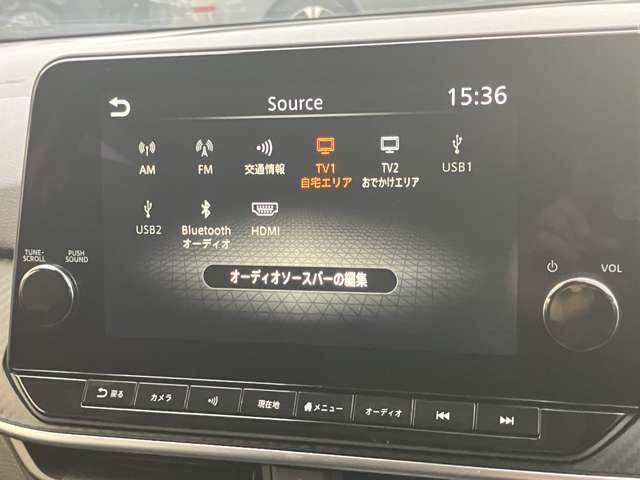 Source
15:36
AM
FM
交通情報
TV1
自宅エリア
TV2
おでかけエリア
USB1
USB2
Bluetooth
オーディオ
HDMI
オーディオソースバーの編集
TUNE-
SCROLL
PUSH
SOUND
VOL
戻る
カメラ
現在地
メニュー
オーディオ